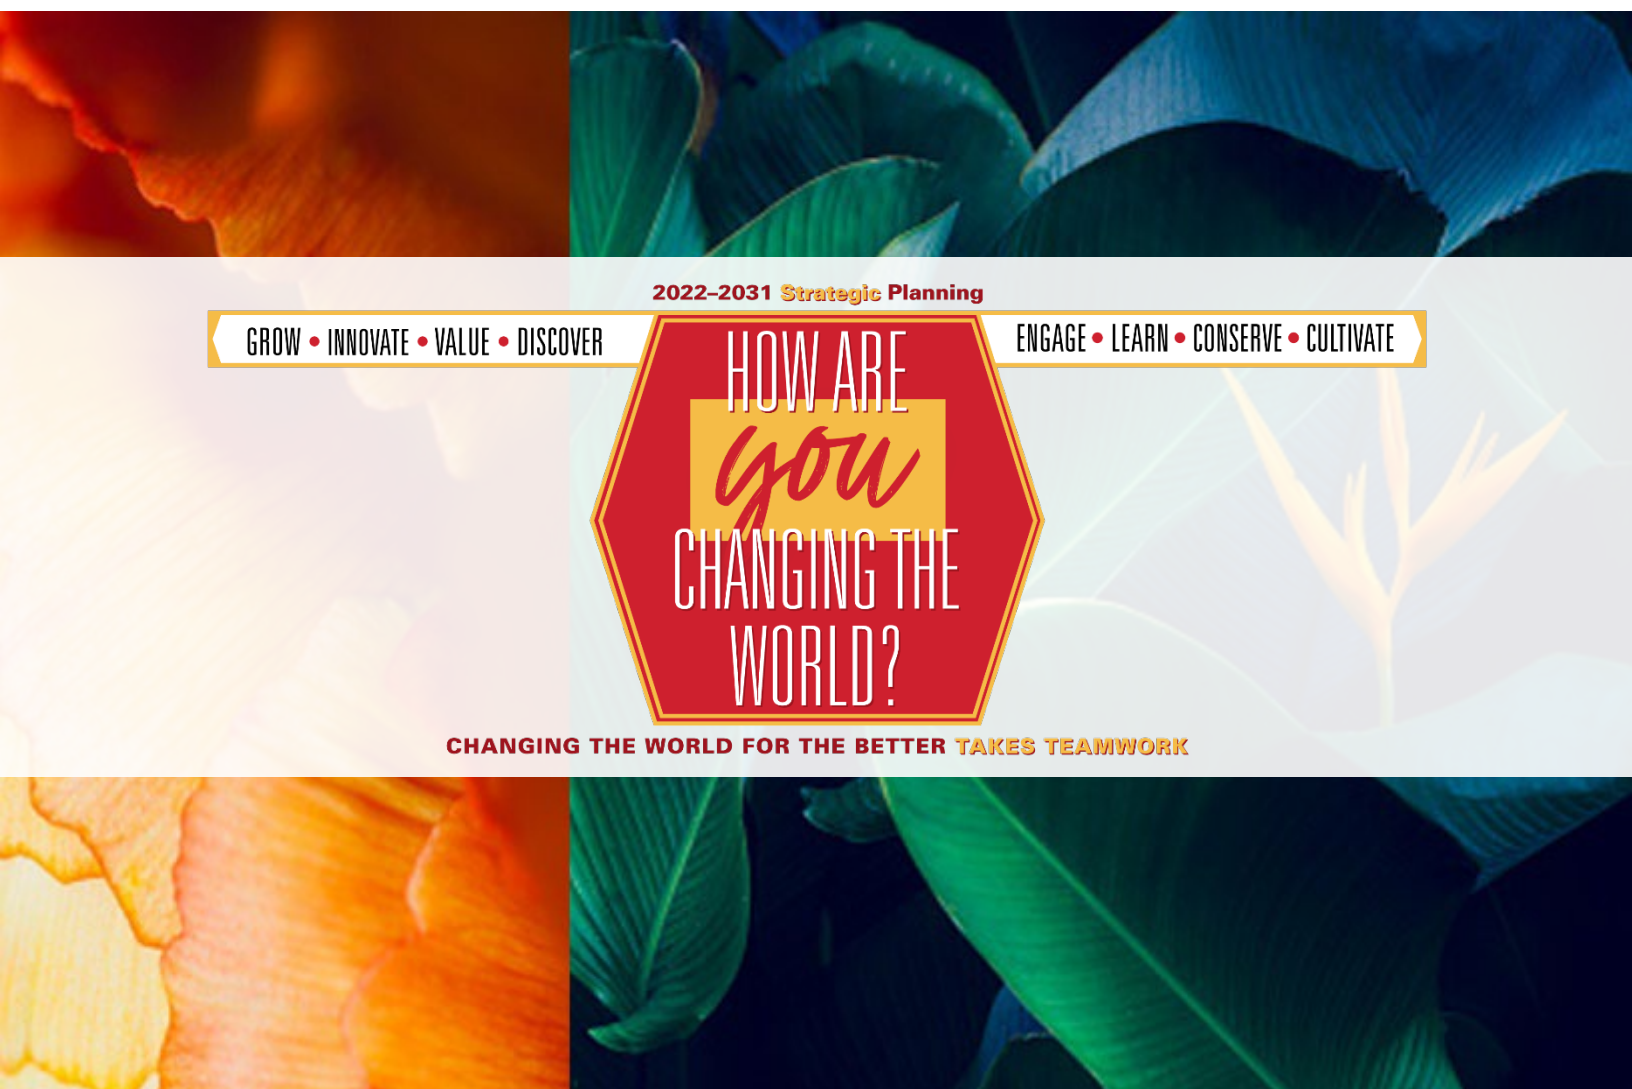 2022–2031 Strategic Planning
GROW • INNOVATE • VALUE • DISCOVER
ENGAGE • LEARN • CONSERVE • CULTIVATE
HOW ARE
you
CHANGING THE
WORLD?
CHANGING THE WORLD FOR THE BETTER TAKES TEAMWORK